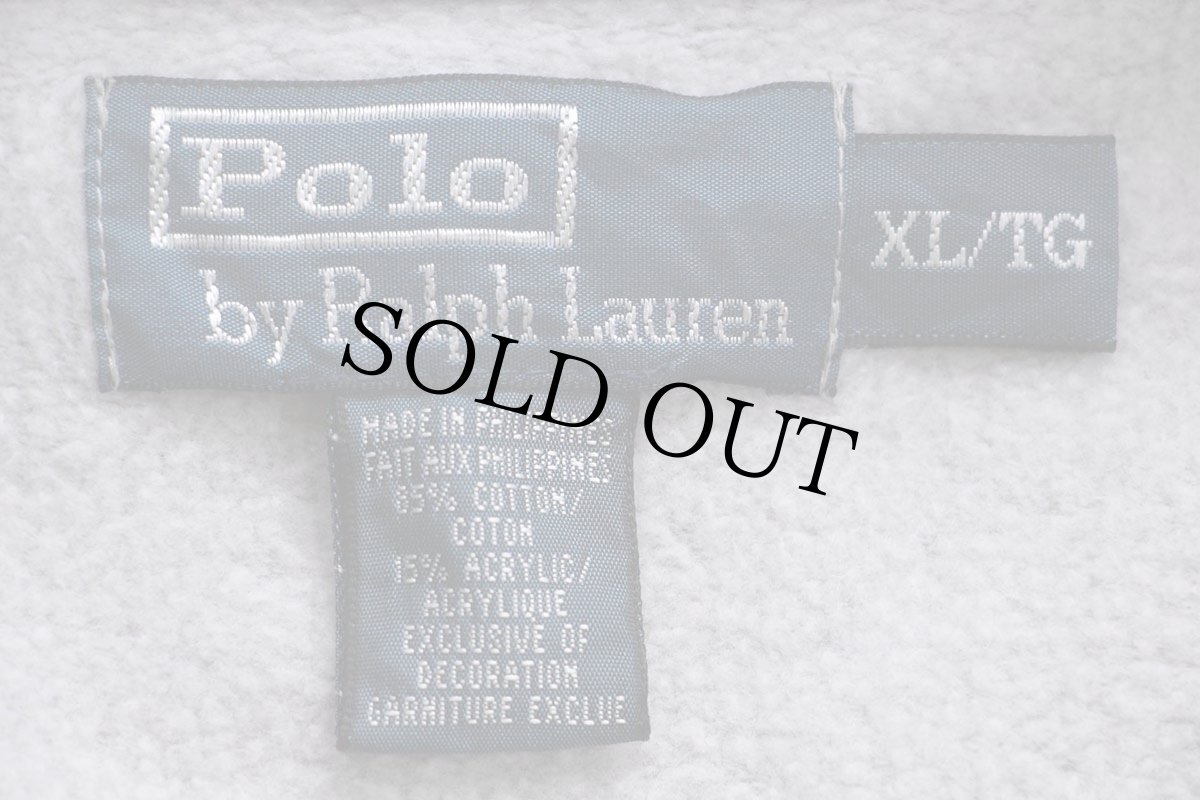 Polo
by Ralph Lauren
XL/TG
SOLD OUT
MADE IN PHILIPPINES
FAIT AUX PHILIPPINES
85% COTTON/
COTON
15% ACRYLIC/
ACRYLIQUE
EXCLUSIVE OF
DECORATION
GARNITURE EXCLUE